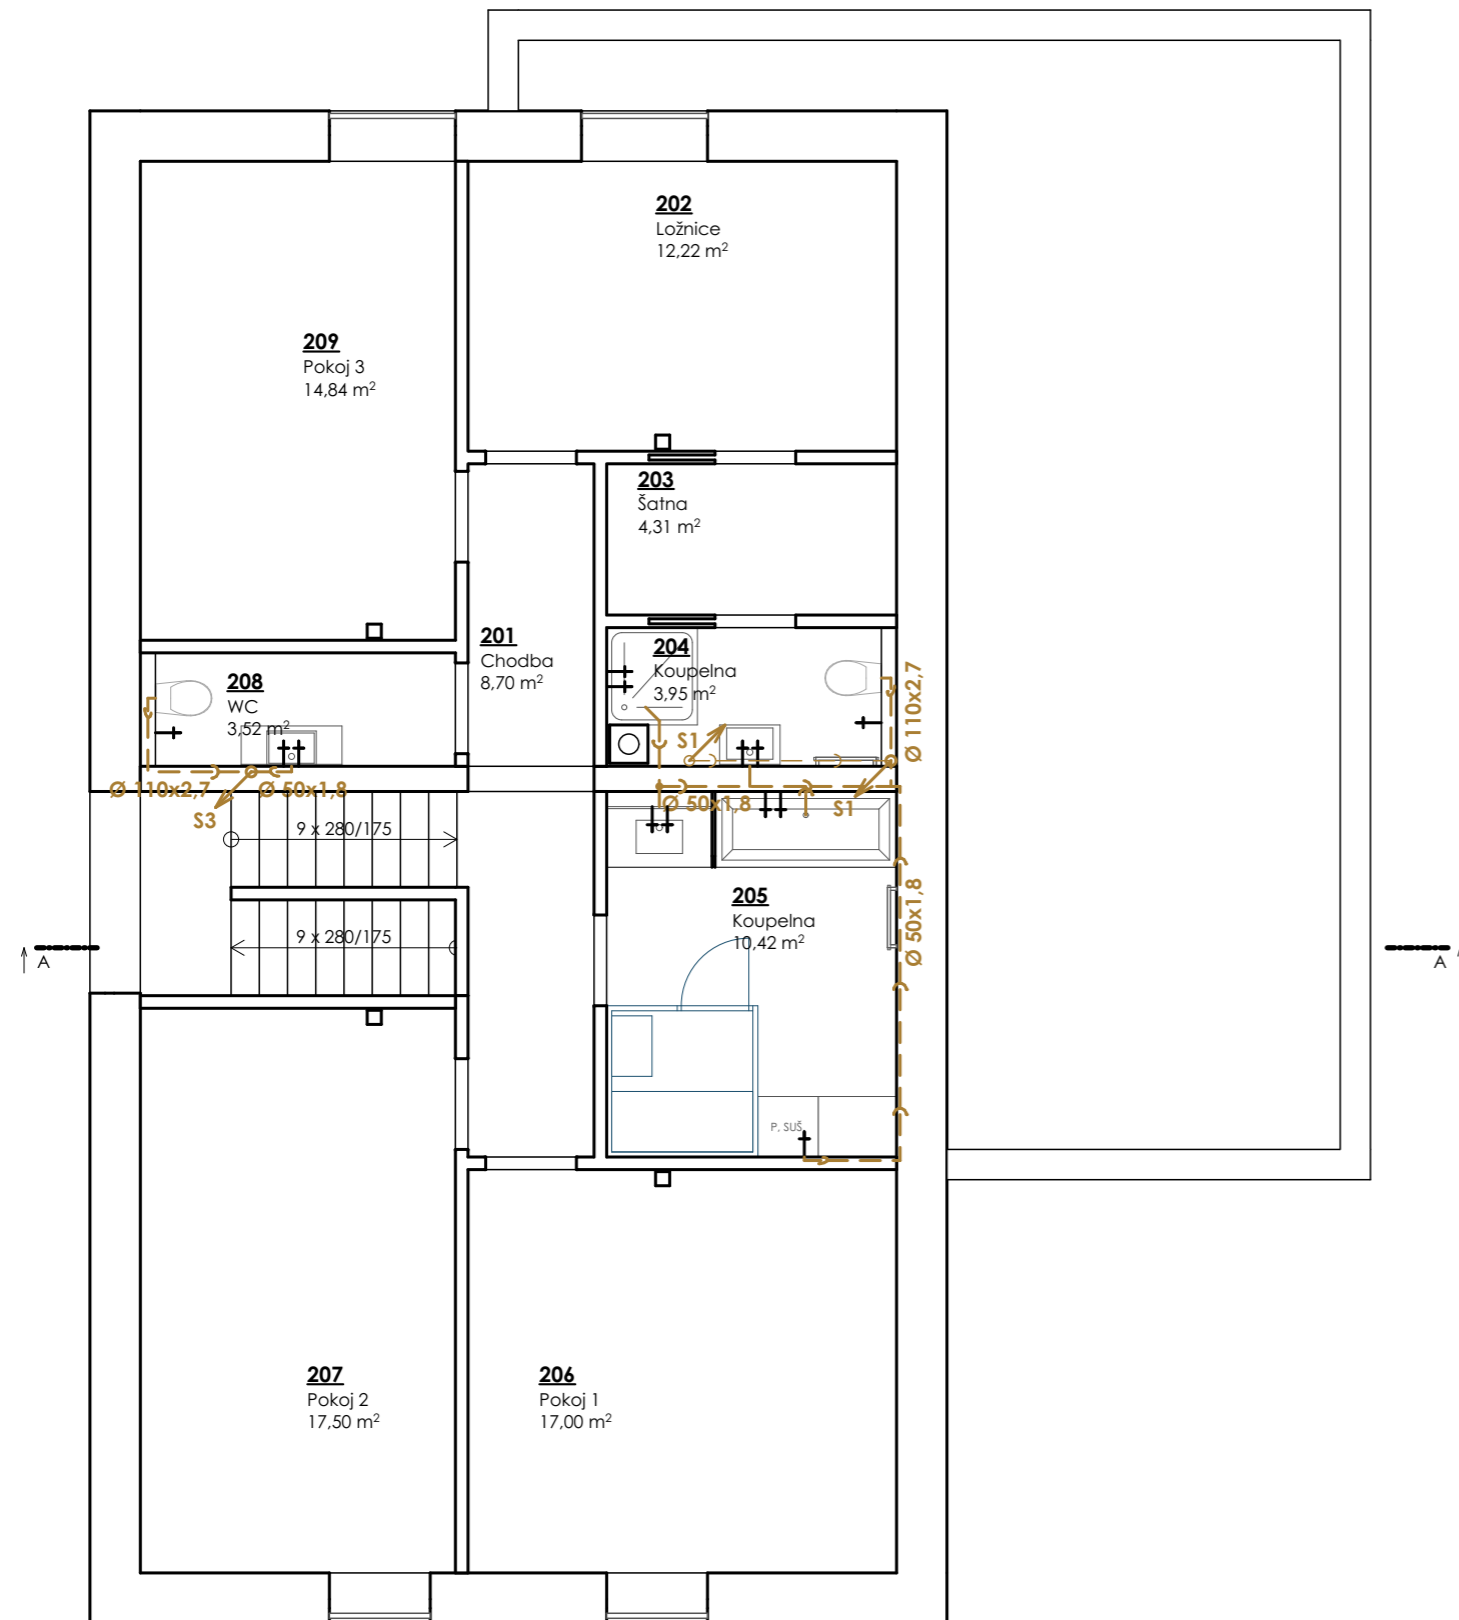 202
Ložnice
12,22 m²
209
Pokoj 3
14,84 m²
203
Šatna
4,31 m²
201
Chodba
8,70 m²
204
Koupelna
3,95 m²
208
WC
3,52 m²
Ø 110x2,7
S1
Ø 110x2,7
Ø 50x1,8
S3
Ø 50x1,8
S1
9 x 280/175
205
Koupelna
10,42 m²
Ø 50x1,8
9 x 280/175
A
A
P, SUŠ
207
Pokoj 2
17,50 m²
206
Pokoj 1
17,00 m²